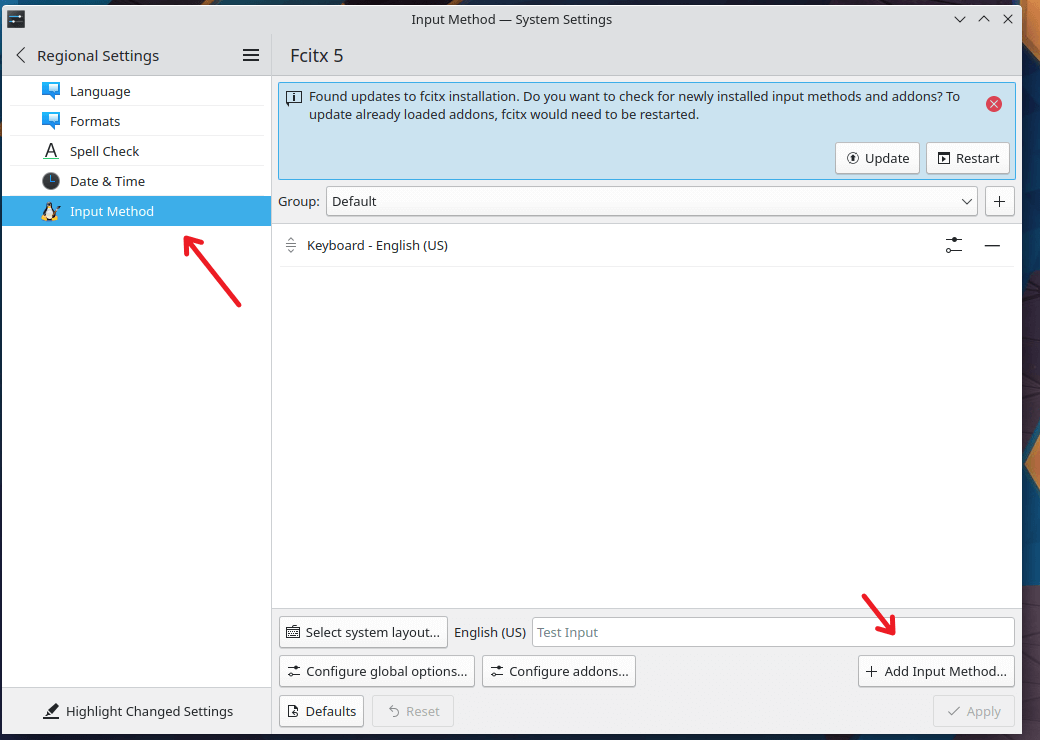 Input Method — System Settings
Regional Settings
Fcitx 5
Language
Formats
Spell Check
Date & Time
Input Method
Found updates to fcitx installation. Do you want to check for newly installed input methods and addons? To
update already loaded addons, fcitx would need to be restarted.
Update
Restart
Group:
Default
Keyboard - English (US)
Select system layout...
English (US)
Test Input
Configure global options...
Configure addons...
Add Input Method...
Highlight Changed Settings
Defaults
Reset
Apply